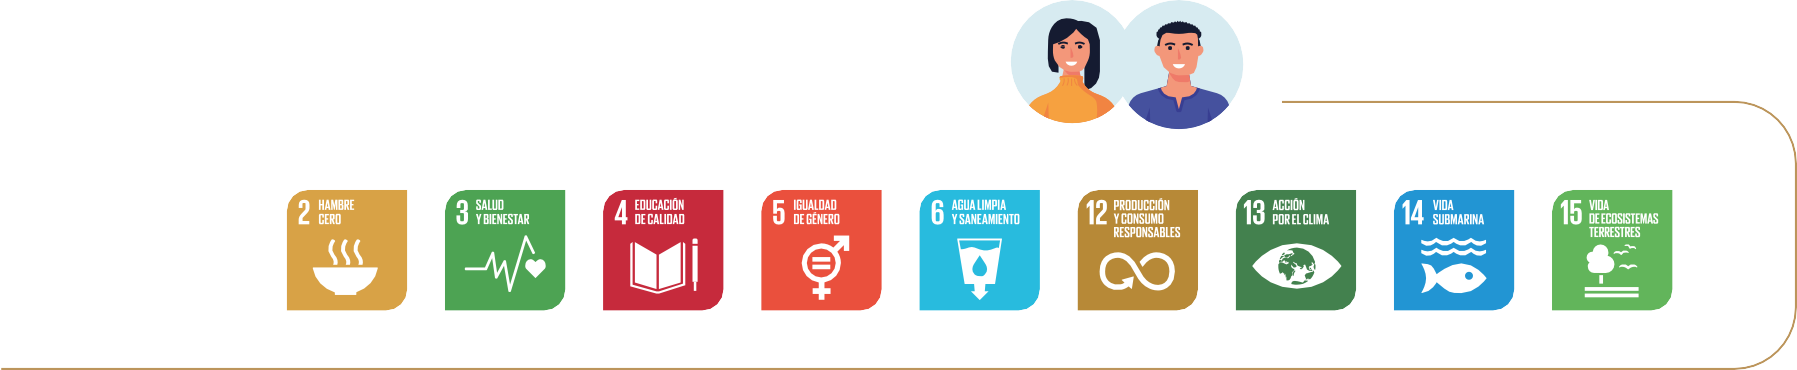 2 HAMBRE
CERO
3 SALUD
Y BIENESTAR
4 EDUCACIÓN
DE CALIDAD
5 IGUALDAD
DE GÉNERO
6 AGUA LIMPIA
Y SANEAMIENTO
12 PRODUCCIÓN
Y CONSUMO
RESPONSABLES
13 ACCIÓN
POR EL CLIMA
14 VIDA
SUBMARINA
15 VIDA
DE ECOSISTEMAS
TERRESTRES